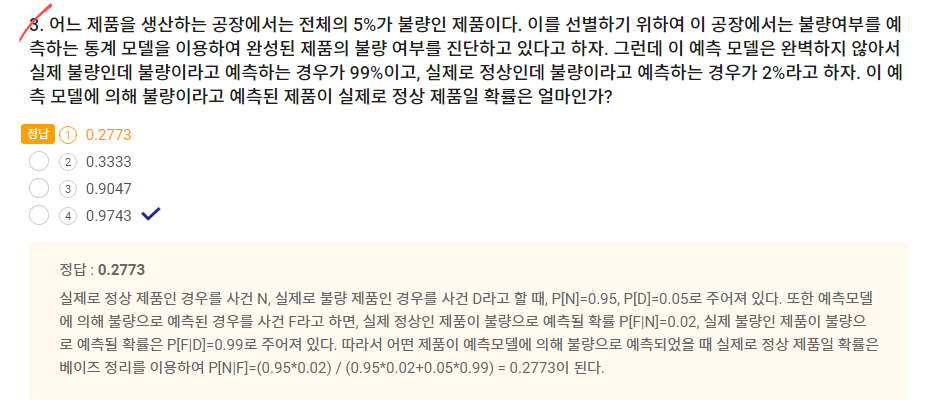 3. 어느 제품을 생산하는 공장에서는 전체의 5%가 불량인 제품이다. 이를 선별하기 위하여 이 공장에서는 불량여부를 예
측하는 통계 모델을 이용하여 완성된 제품의 불량 여부를 진단하고 있다고 하자. 그런데 이 예측 모델은 완벽하지 않아서
실제 불량인데 불량이라고 예측하는 경우가 99%이고, 실제로 정상인데 불량이라고 예측하는 경우가 2%라고 하자. 이 예
측 모델에 의해 불량이라고 예측된 제품이 실제로 정상 제품일 확률은 얼마인가?
정답 ① 0.2773
② 0.3333
③ 0.9047
④ 0.9743
정답 : 0.2773
실제로 정상 제품인 경우를 사건 N, 실제로 불량 제품인 경우를 사건 D라고 할 때, P[N]=0.95, P[D]=0.05로 주어져 있다. 또한 예측모델
에 의해 불량으로 예측된 경우를 사건 F라고 하면, 실제 정상인 제품이 불량으로 예측될 확률 P[F|N]=0.02, 실제 불량인 제품이 불량으
로 예측될 확률은 P[F|D]=0.99로 주어져 있다. 따라서 어떤 제품이 예측모델에 의해 불량으로 예측되었을 때 실제로 정상 제품일 확률은
베이즈 정리를 이용하여 P[N|F]=(0.95*0.02) / (0.95*0.02+0.05*0.99) = 0.2773이 된다.